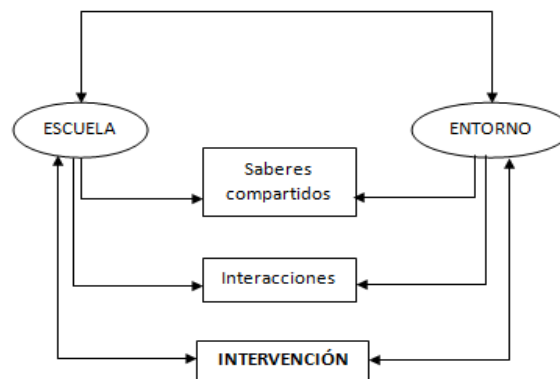 ESCUELA
ENTORNO
Saberes
compartidos
Interacciones
INTERVENCIÓN